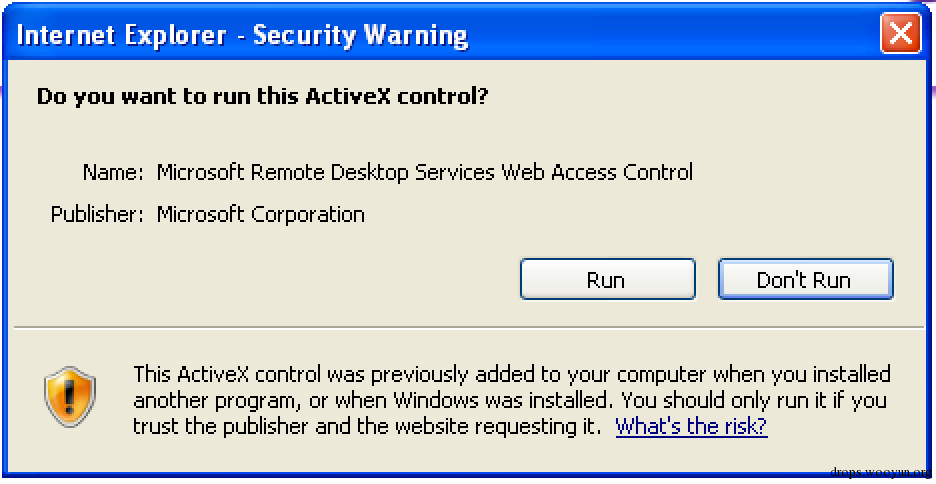 Internet Explorer - Security Warning
Do you want to run this ActiveX control?
Name: Microsoft Remote Desktop Services Web Access Control
Publisher: Microsoft Corporation
Run Don't Run
This ActiveX control was previously added to your computer when you installed
another program, or when Windows was installed. You should only run it if you
trust the publisher and the website requesting it. What's the risk?
drops.wooyun.org